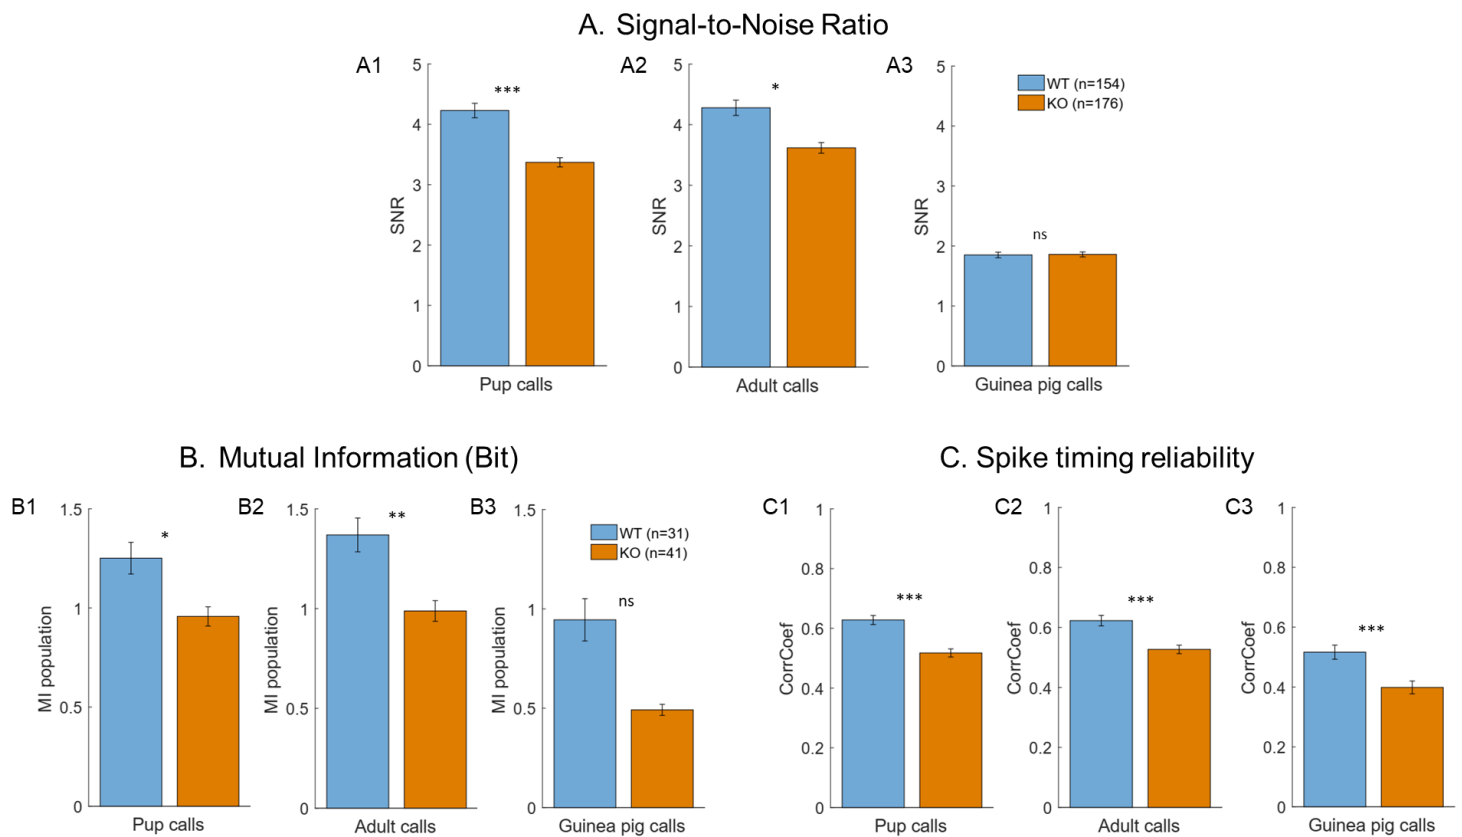 A. Signal-to-Noise Ratio
A1
5
4
3
2
1
0
SNR
***
Pup calls
A2
5
4
3
2
1
0
SNR
*
Adult calls
A3
5
4
3
2
1
0
SNR
ns
WT (n=154)
KO (n=176)
Guinea pig calls
B. Mutual Information (Bit)
B1
1.5
1
0.5
0
MI population
*
Pup calls
B2
1.5
1
0.5
0
MI population
**
Adult calls
B3
1.5
1
0.5
0
MI population
ns
WT (n=31)
KO (n=41)
Guinea pig calls
C. Spike timing reliability
C1
1
0.8
0.6
0.4
0.2
0
CorrCoef
***
Pup calls
C2
1
0.8
0.6
0.4
0.2
0
CorrCoef
***
Adult calls
C3
1
0.8
0.6
0.4
0.2
0
CorrCoef
***
Guinea pig calls